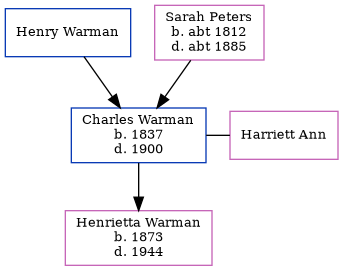 Henry Warman
Sarah Peters
b. abt 1812
d. abt 1885
Charles Warman
b. 1837
d. 1900
Harriett Ann
Henrietta Warman
b. 1873
d. 1944